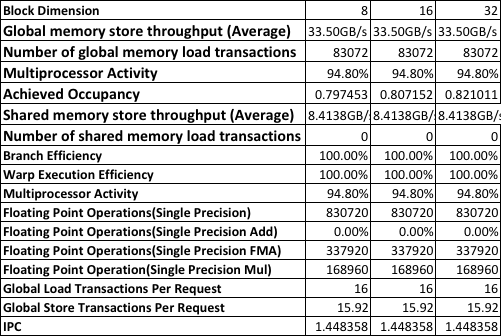 Block Dimension 8 16 32
Global memory store throughput (Average) 33.50GB/s 33.50GB/s 33.50GB/s
Number of global memory load transactions 83072 83072 83072
Multiprocessor Activity 94.80% 94.80% 94.80%
Achieved Occupancy 0.797453 0.807152 0.821011
Shared memory store throughput (Average) 8.4138GB/ 8.4138GB/ 8.4138GB/s
Number of shared memory load transactions 0 0 0
Branch Efficiency 100.00% 100.00% 100.00%
Warp Execution Efficiency 100.00% 100.00% 100.00%
Multiprocessor Activity 94.80% 94.80% 94.80%
Floating Point Operations(Single Precision) 830720 830720 830720
Floating Point Operations(Single Precision Add) 0.00% 0.00% 0.00%
Floating Point Operations(Single Precision FMA) 337920 337920 337920
Floating Point Operation(Single Precision Mul) 168960 168960 168960
Global Load Transactions Per Request 16 16 16
Global Store Transactions Per Request 15.92 15.92 15.92
IPC 1.448358 1.448358 1.448358